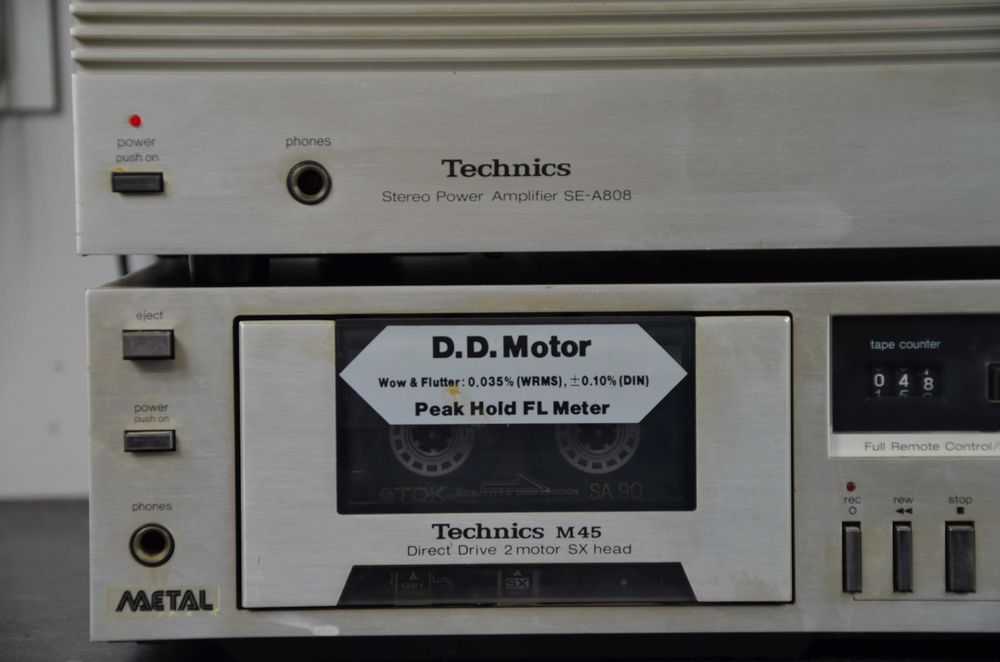 power
push on
phones
Technics
Stereo Power Amplifier SE-A808
eject
power
push on
phones
METAL
D.D. Motor
Wow & Flutter: 0.035% (WRMS), ±0.10% (DIN)
Peak Hold FL Meter
TDK
POSITION
SA 90
Technics M45
Direct Drive 2 motor SX head
SX
tape counter
0 4 8
Full Remote Control/
rec
rew
stop